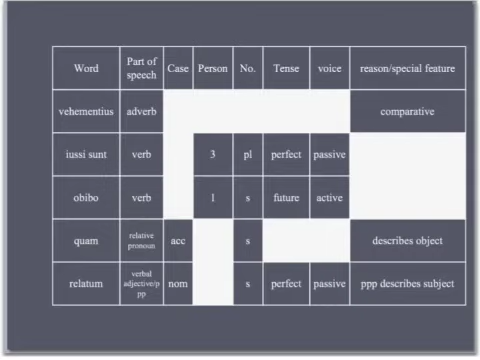 Word Part of speech Case Person No. Tense voice reason/special feature
vehementius adverb comparative
iussi sunt verb 3 pl perfect passive
obibo verb 1 s future active
quam relative pronoun acc s describes object
relatum verbal adjective/p pp nom s perfect passive ppp describes subject